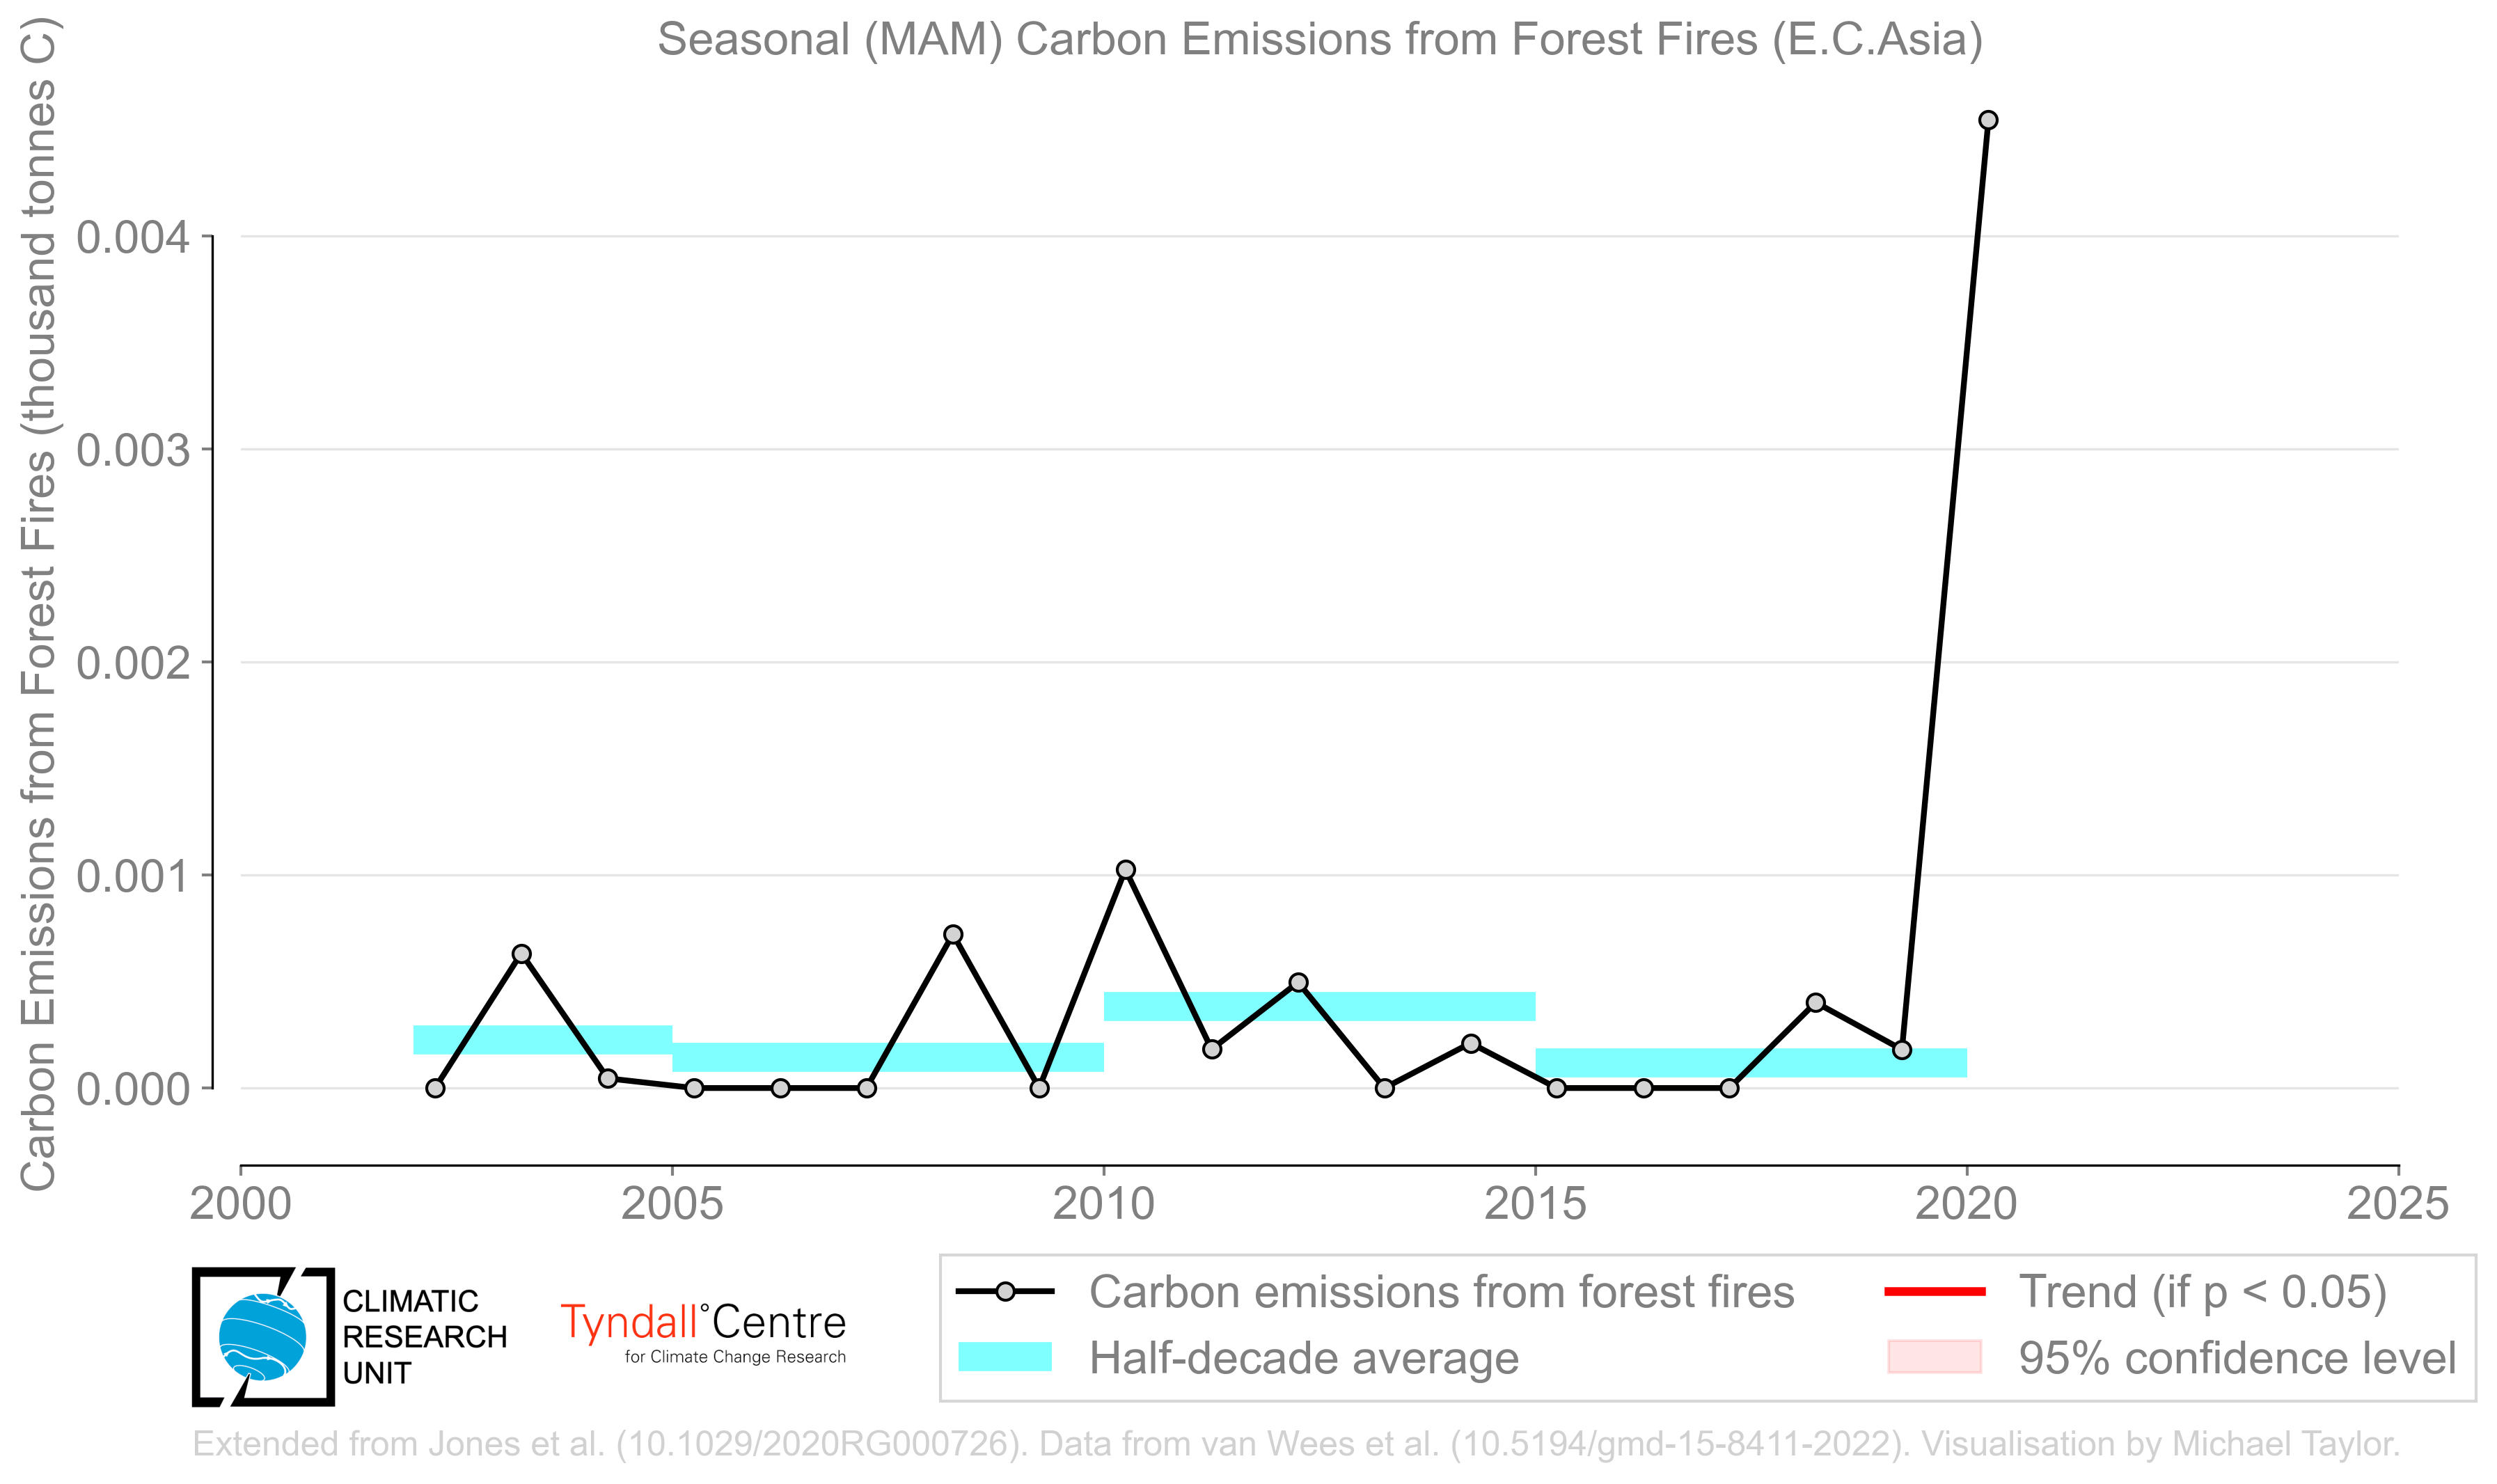 Seasonal (MAM) Carbon Emissions from Forest Fires (E.C.Asia)
Carbon Emissions from Forest Fires (thousand tonnes C)
0.004
0.003
0.002
0.001
0.000
2000 2005 2010 2015 2020 2025
CLIMATIC
RESEARCH
UNIT
Tyndall°Centre
for Climate Change Research
Carbon emissions from forest fires
Half-decade average
Trend (if p < 0.05)
95% confidence level
Extended from Jones et al. (10.1029/2020RG000726). Data from van Wees et al. (10.5194/gmd-15-8411-2022). Visualisation by Michael Taylor.